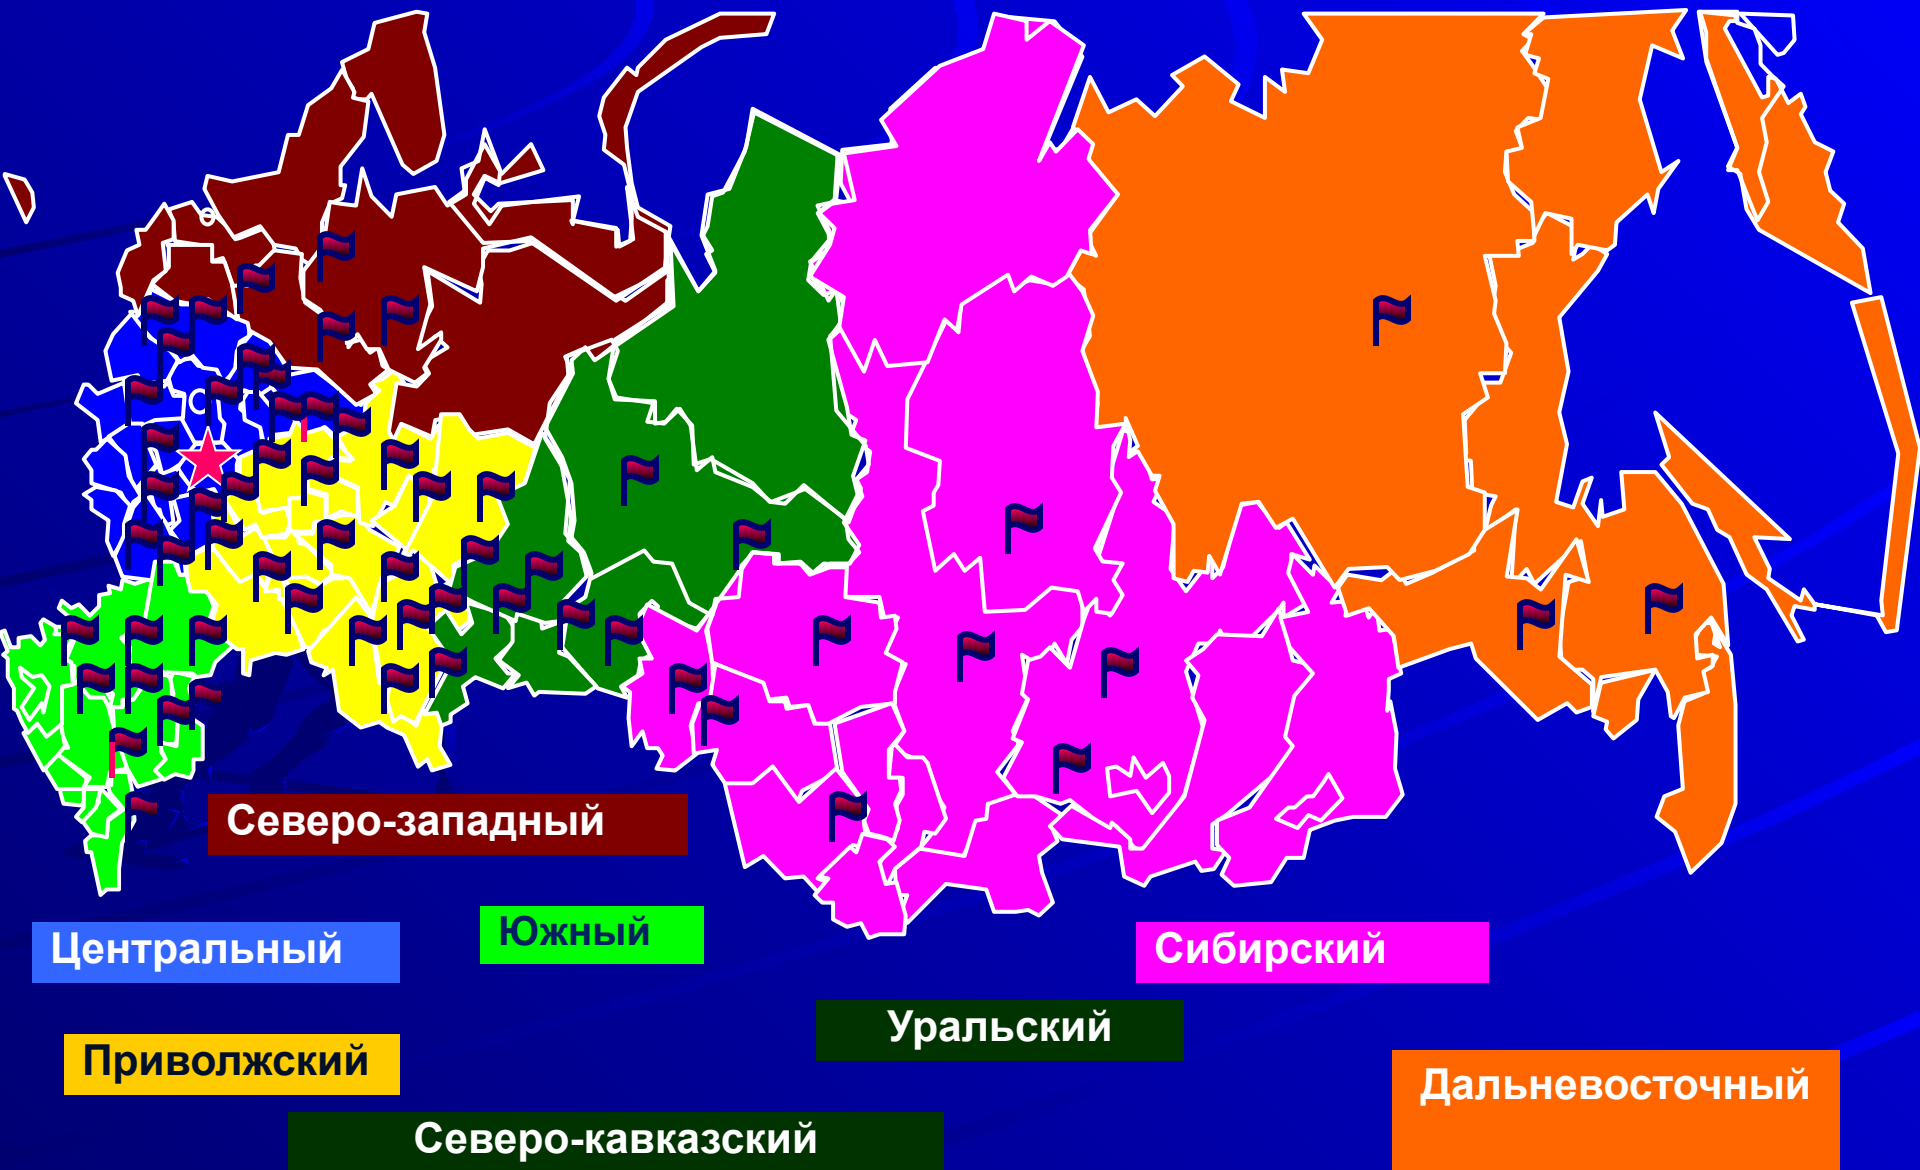 Северо-западный
Южный
Центральный
Сибирский
Уральский
Приволжский
Дальневосточный
Северо-кавказский